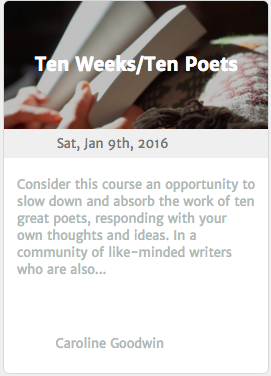 Ten Weeks/Ten Poets
Sat, Jan 9th, 2016
Consider this course an opportunity to
slow down and absorb the work of ten
great poets, responding with your
own thoughts and ideas. In a
community of like-minded writers
who are also...
Caroline Goodwin